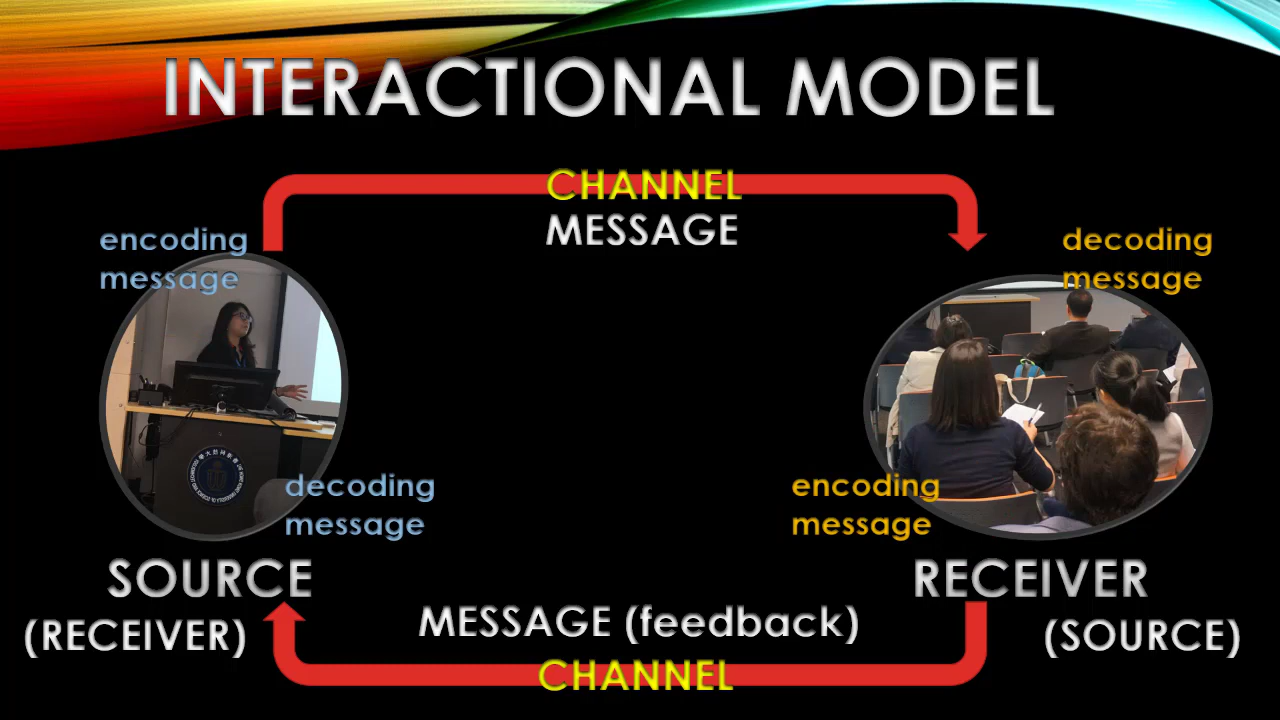 INTERACTIONAL MODEL
CHANNEL
MESSAGE
encoding
message
decoding
message
decoding
message
encoding
message
SOURCE
(RECEIVER)
RECEIVER
(SOURCE)
MESSAGE (feedback)
CHANNEL